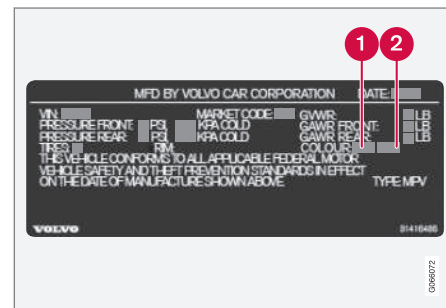 1 2
MFD BY VOLVO CAR CORPORATION DATE:
VIN: MARKET CODE: GVWR: LB
PRESSURE FRONT: PSI, KPA COLD GAWR FRONT: LB
PRESSURE REAR: PSI, KPA COLD GAWR REAR: LB
TIRES: RIM: COLOUR:
THIS VEHICLE CONFORMS TO ALL APPLICABLE FEDERAL MOTOR
VEHICLE SAFETY AND THEFT PREVENTION STANDARDS IN EFFECT
ON THE DATE OF MANUFACTURE SHOWN ABOVE. TYPE: MPV
VOLVO 31416486
G066072